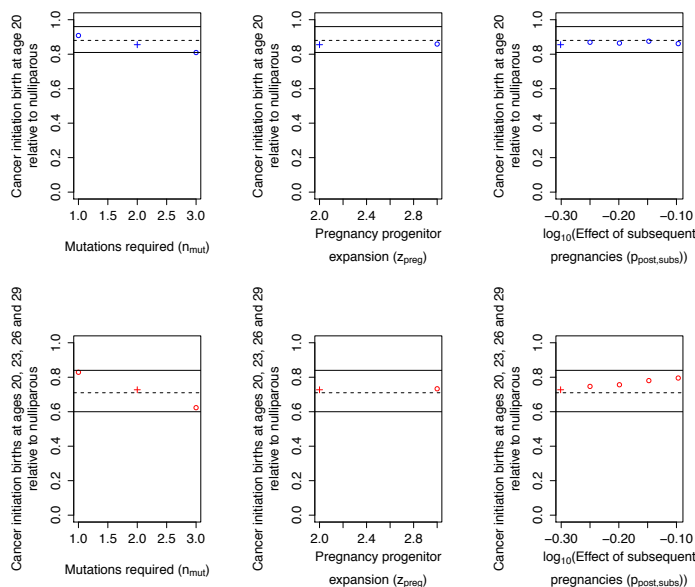 Cancer initiation birth at age 20
relative to nulliparous
0.0 0.2 0.4 0.6 0.8 1.0
1.0 1.5 2.0 2.5 3.0
Mutations required (nmut)
Cancer initiation birth at age 20
relative to nulliparous
0.0 0.2 0.4 0.6 0.8 1.0
2.0 2.4 2.8
Pregnancy progenitor
expansion (zpreg)
Cancer initiation birth at age 20
relative to nulliparous
0.0 0.2 0.4 0.6 0.8 1.0
−0.30 −0.20 −0.10
log10(Effect of subsequent
pregnancies (ppost,subs))
Cancer initiation births at ages 20, 23, 26 and 29
relative to nulliparous
0.0 0.2 0.4 0.6 0.8 1.0
1.0 1.5 2.0 2.5 3.0
Mutations required (nmut)
Cancer initiation births at ages 20, 23, 26 and 29
relative to nulliparous
0.0 0.2 0.4 0.6 0.8 1.0
2.0 2.4 2.8
Pregnancy progenitor
expansion (zpreg)
Cancer initiation births at ages 20, 23, 26 and 29
relative to nulliparous
0.0 0.2 0.4 0.6 0.8 1.0
−0.30 −0.20 −0.10
log10(Effect of subsequent
pregnancies (ppost,subs))